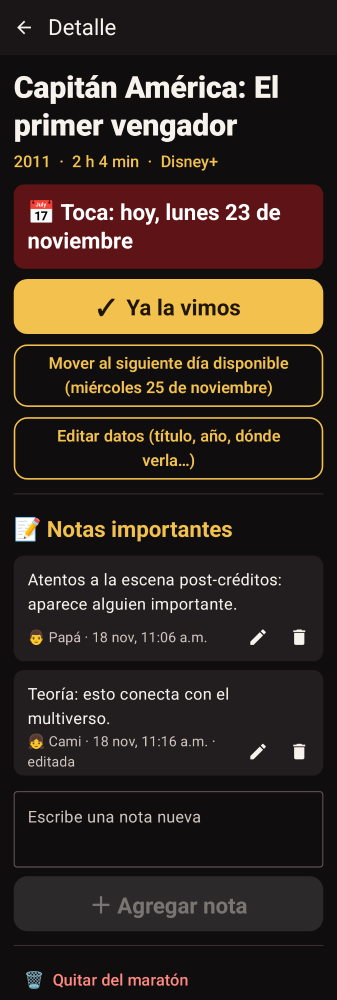 ← Detalle
Capitán América: El
primer vengador
2011 · 2 h 4 min · Disney+
📅 Toca: hoy, lunes 23 de
noviembre
✓ Ya la vimos
Mover al siguiente día disponible
(miércoles 25 de noviembre)
Editar datos (título, año, dónde
verla…)
📝 Notas importantes
Atentos a la escena post-créditos:
aparece alguien importante.
👨 Papá · 18 nov, 11:06 a.m.
Teoría: esto conecta con el
multiverso.
👧 Cami · 18 nov, 11:16 a.m. ·
editada
Escribe una nota nueva
+ Agregar nota
🗑️ Quitar del maratón